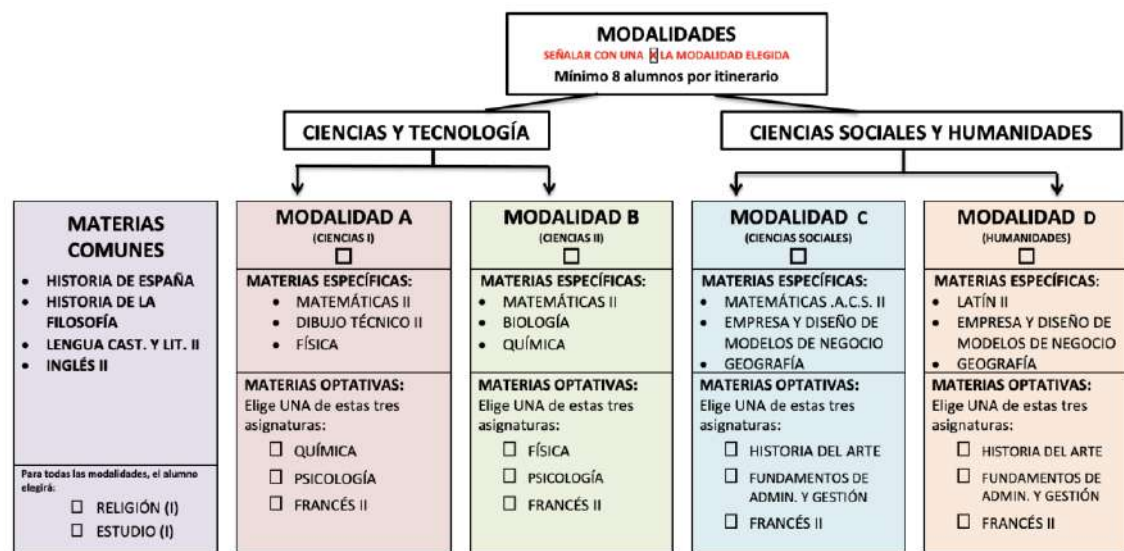 MODALIDADES
SEÑALAR CON UNA X LA MODALIDAD ELEGIDA
Mínimo 8 alumnos por itinerario
CIENCIAS Y TECNOLOGÍA
CIENCIAS SOCIALES Y HUMANIDADES
MATERIAS
COMUNES
• HISTORIA DE ESPAÑA
• HISTORIA DE LA
FILOSOFÍA
• LENGUA CAST. Y LIT. II
• INGLÉS II
Para todas las modalidades, el alumno
elegirá:
☐ RELIGIÓN (I)
☐ ESTUDIO (I)
MODALIDAD A
(CIENCIAS I)
☐
MATERIAS ESPECÍFICAS:
• MATEMÁTICAS II
• DIBUJO TÉCNICO II
• FÍSICA
MATERIAS OPTATIVAS:
Elige UNA de estas tres
asignaturas:
☐ QUÍMICA
☐ PSICOLOGÍA
☐ FRANCÉS II
MODALIDAD B
(CIENCIAS II)
☐
MATERIAS ESPECÍFICAS:
• MATEMÁTICAS II
• BIOLOGÍA
• QUÍMICA
MATERIAS OPTATIVAS:
Elige UNA de estas tres
asignaturas:
☐ FÍSICA
☐ PSICOLOGÍA
☐ FRANCÉS II
MODALIDAD C
(CIENCIAS SOCIALES)
☐
MATERIAS ESPECÍFICAS:
• MATEMÁTICAS .A.C.S. II
• EMPRESA Y DISEÑO DE
MODELOS DE NEGOCIO
• GEOGRAFÍA
MATERIAS OPTATIVAS:
Elige UNA de estas tres
asignaturas:
☐ HISTORIA DEL ARTE
☐ FUNDAMENTOS DE
ADMIN. Y GESTIÓN
☐ FRANCÉS II
MODALIDAD D
(HUMANIDADES)
☐
MATERIAS ESPECÍFICAS:
• LATÍN II
• EMPRESA Y DISEÑO DE
MODELOS DE NEGOCIO
• GEOGRAFÍA
MATERIAS OPTATIVAS:
Elige UNA de estas tres
asignaturas:
☐ HISTORIA DEL ARTE
☐ FUNDAMENTOS DE
ADMIN. Y GESTIÓN
☐ FRANCÉS II